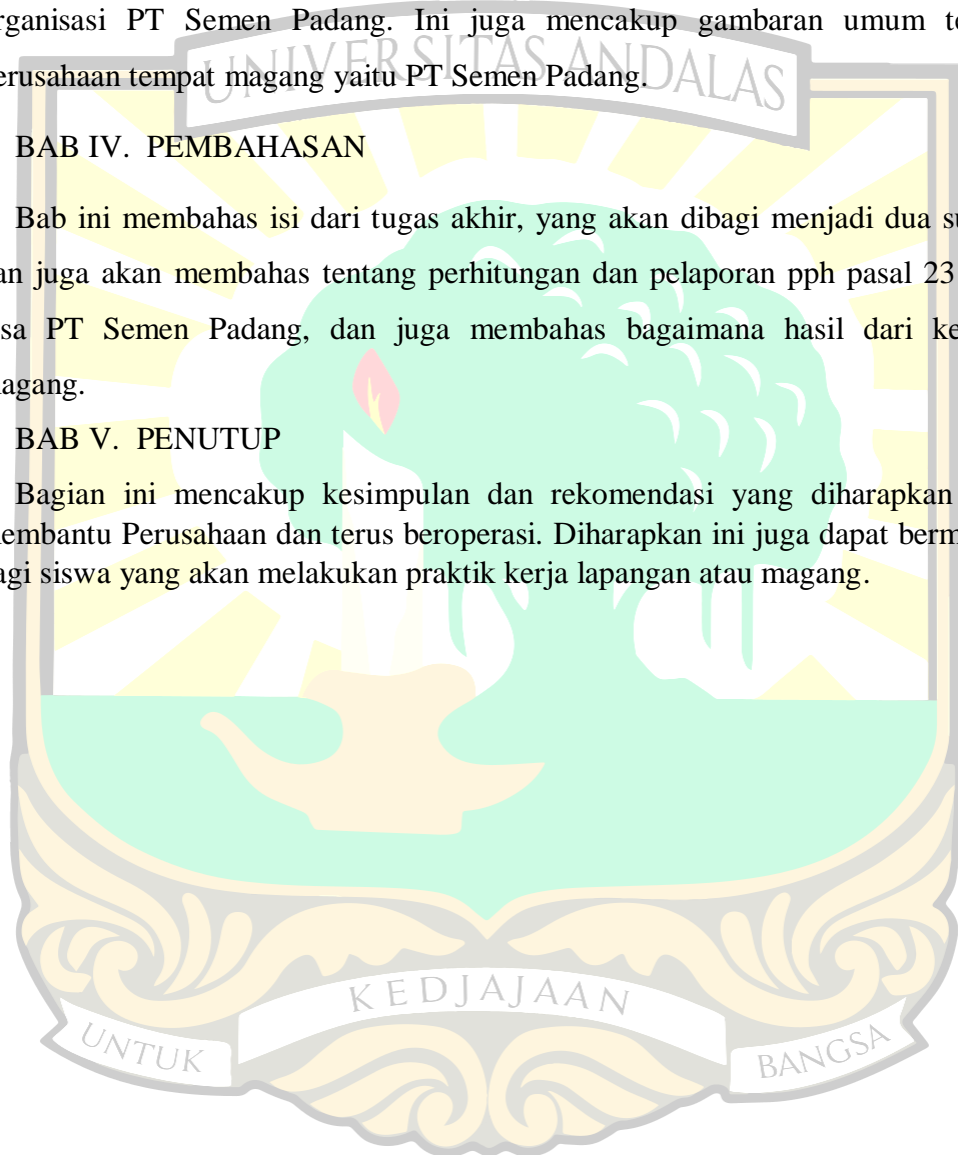 rganisasi PT Semen Padang. Ini juga mencakup gambaran umum te
UNIVERSITAS ANDALAS
erusahaan tempat magang yaitu PT Semen Padang.
BAB IV. PEMBAHASAN
Bab ini membahas isi dari tugas akhir, yang akan dibagi menjadi dua su
an juga akan membahas tentang perhitungan dan pelaporan pph pasal 23
sa PT Semen Padang, dan juga membahas bagaimana hasil dari ke
agang.
BAB V. PENUTUP
Bagian ini mencakup kesimpulan dan rekomendasi yang diharapkan
embantu Perusahaan dan terus beroperasi. Diharapkan ini juga dapat berm
agi siswa yang akan melakukan praktik kerja lapangan atau magang.
UNTUK KEDJAJAAN BANGSA